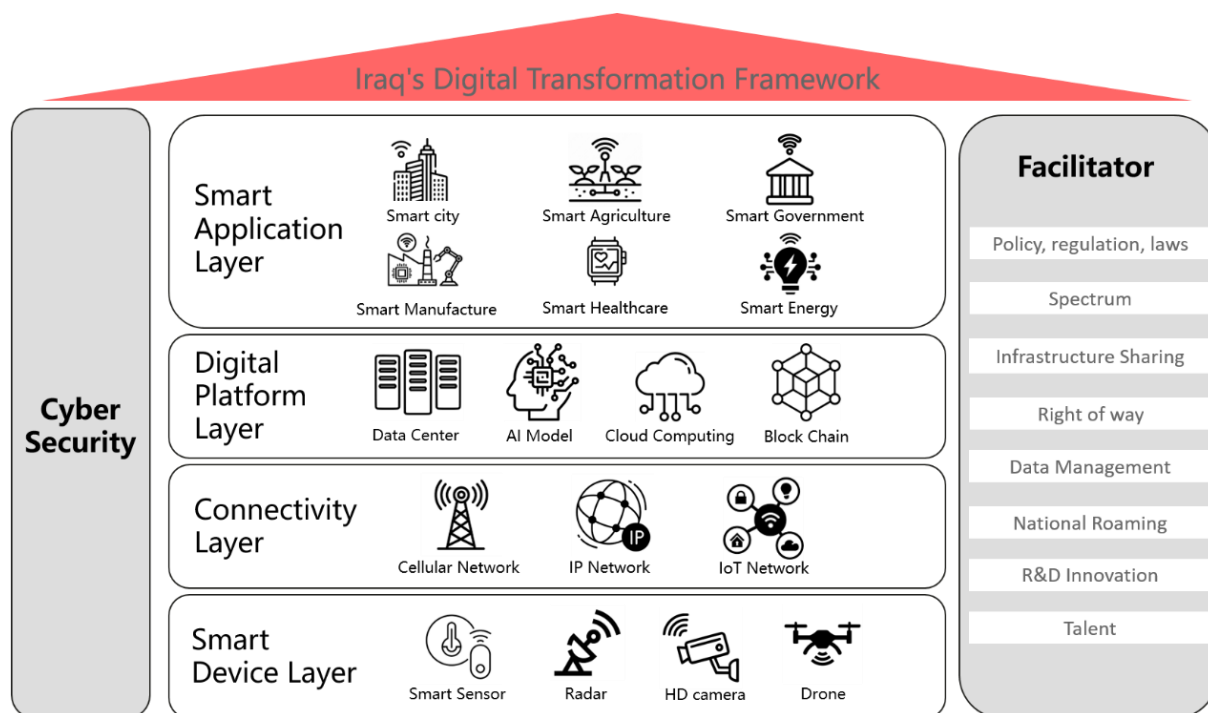 Iraq's Digital Transformation Framework
Cyber
Security
Smart
Application
Layer
Smart city
Smart Agriculture
Smart Government
Smart Manufacture
Smart Healthcare
Smart Energy
Digital
Platform
Layer
Data Center
AI Model
Cloud Computing
Block Chain
Connectivity
Layer
Cellular Network
IP
IP Network
IoT Network
Smart
Device Layer
Smart Sensor
Radar
HD camera
Drone
Facilitator
Policy, regulation, laws
Spectrum
Infrastructure Sharing
Right of way
Data Management
National Roaming
R&D Innovation
Talent